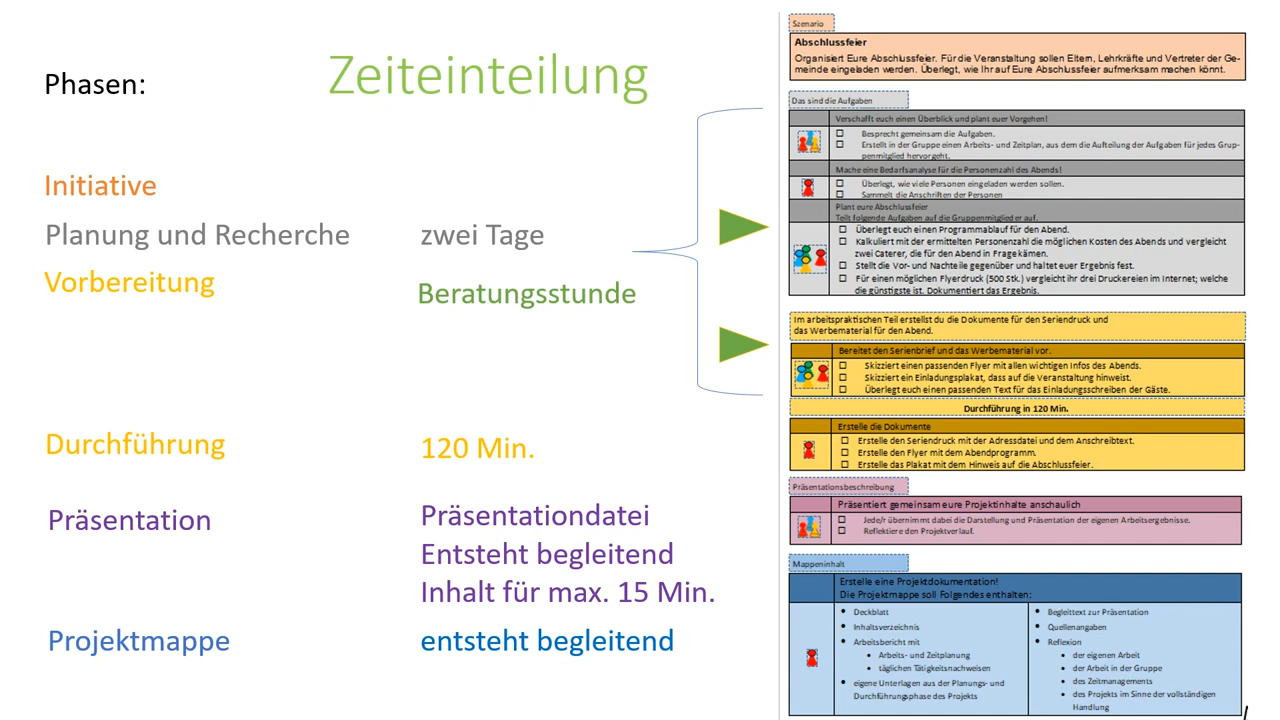 Zeiteinteilung
Phasen:
Initiative
Planung und Recherche
zwei Tage
Vorbereitung
Beratungsstunde
Durchführung
120 Min.
Präsentation
Präsentationdatei
Entsteht begleitend
Inhalt für max. 15 Min.
Projektmappe
entsteht begleitend
Szenario
Abschlussfeier
Organisiert Eure Abschlussfeier. Für die Veranstaltung sollen Eltern, Lehrkräfte und Vertreter der Ge-
meinde eingeladen werden. Überlegt, wie Ihr auf Eure Abschlussfeier aufmerksam machen könnt.
Das sind die Aufgaben
Verschafft euch einen Überblick und plant euer Vorgehen!
Besprecht gemeinsam die Aufgaben.
Erstellt in der Gruppe einen Arbeits- und Zeitplan, aus dem die Aufteilung der Aufgaben für jedes Grup-
penmitglied hervorgeht.
Mache eine Bedarfsanalyse für die Personenzahl des Abends!
Überlegt, wie viele Personen eingeladen werden sollen.
Sammelt die Anschriften der Personen
Plant eure Abschlussfeier
Teilt folgende Aufgaben auf die Gruppenmitglieder auf.
Überlegt euch einen Programmablauf für den Abend.
Kalkuliert mit der ermittelten Personenzahl die möglichen Kosten des Abends und vergleicht
zwei Caterer, die für den Abend in Frage kämen.
Stellt die Vor- und Nachteile gegenüber und haltet euer Ergebnis fest.
Für einen möglichen Flyerdruck (500 Stk.) vergleicht ihr drei Druckereien im Internet; welche
die günstigste ist. Dokumentiert das Ergebnis.
Im arbeitspraktischen Teil erstellst du die Dokumente für den Seriendruck und
das Werbematerial für den Abend.
Bereitet den Serienbrief und das Werbematerial vor.
Skizziert einen passenden Flyer mit allen wichtigen Infos des Abends.
Skizziert ein Einladungsplakat, dass auf die Veranstaltung hinweist.
Überlegt euch einen passenden Text für das Einladungsschreiben der Gäste.
Durchführung in 120 Min.
Erstelle die Dokumente
Erstelle den Seriendruck mit der Adressdatei und dem Anschreibtext.
Erstelle den Flyer mit dem Abendprogramm.
Erstelle das Plakat mit dem Hinweis auf die Abschlussfeier.
Präsentationsbeschreibung
Präsentiert gemeinsam eure Projektinhalte anschaulich
Jede/r übernimmt dabei die Darstellung und Präsentation der eigenen Arbeitsergebnisse.
Reflektiere den Projektverlauf.
Mappeninhalt
Erstelle eine Projektdokumentation!
Die Projektmappe soll Folgendes enthalten:
Deckblatt
Inhaltsverzeichnis
Arbeitsbericht mit
Arbeits- und Zeitplanung
täglichen Tätigkeitsnachweisen
eigene Unterlagen aus der Planungs- und
Durchführungsphase des Projekts
Begleittext zur Präsentation
Quellenangaben
Reflexion
der eigenen Arbeit
der Arbeit in der Gruppe
des Zeitmanagements
des Projekts im Sinne der vollständigen
Handlung